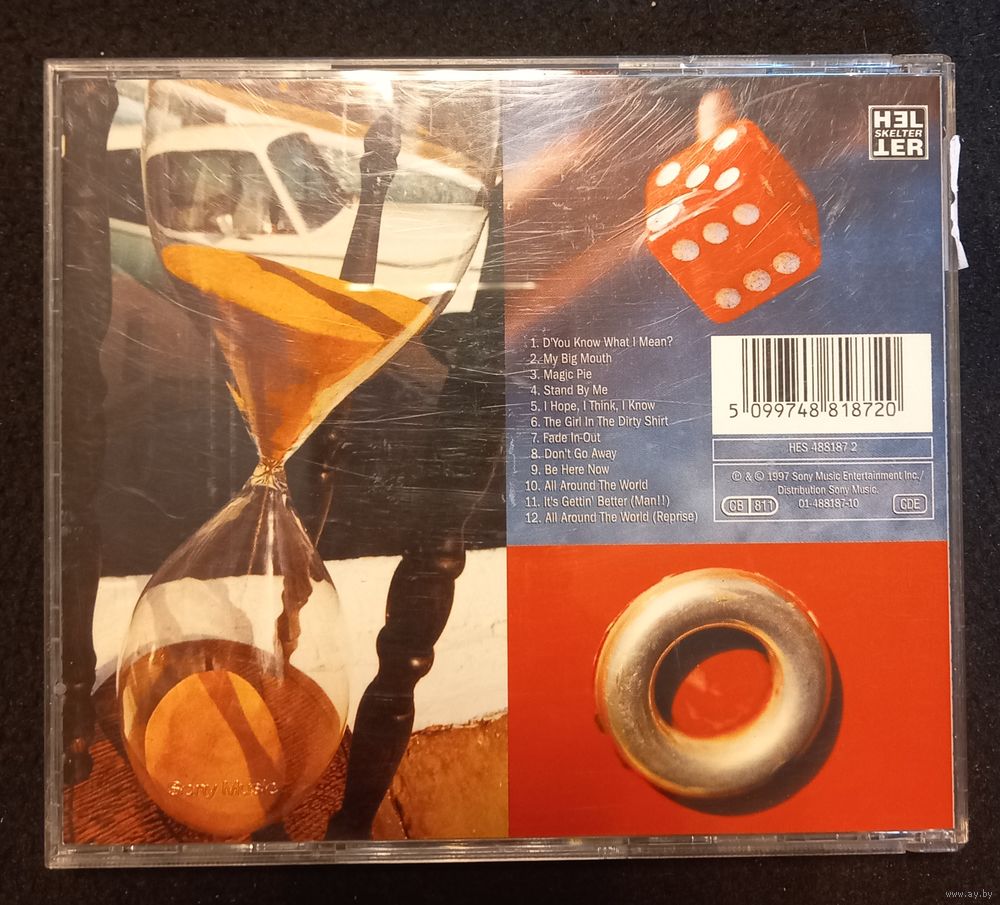 HEL
SKELTER
TER
1. D'You Know What I Mean?
2. My Big Mouth
3. Magic Pie
4. Stand By Me
5. I Hope, I Think, I Know
6. The Girl In The Dirty Shirt
7. Fade In-Out
8. Don't Go Away
9. Be Here Now
10. All Around The World
11. It's Gettin' Better (Man!!)
12. All Around The World (Reprise)
5 099748 818720
HES 488187 2
℗ & © 1997 Sony Music Entertainment Inc./
Distribution Sony Music.
01-488187-10
CB 811
CDE
Sony Music
www.ay.by